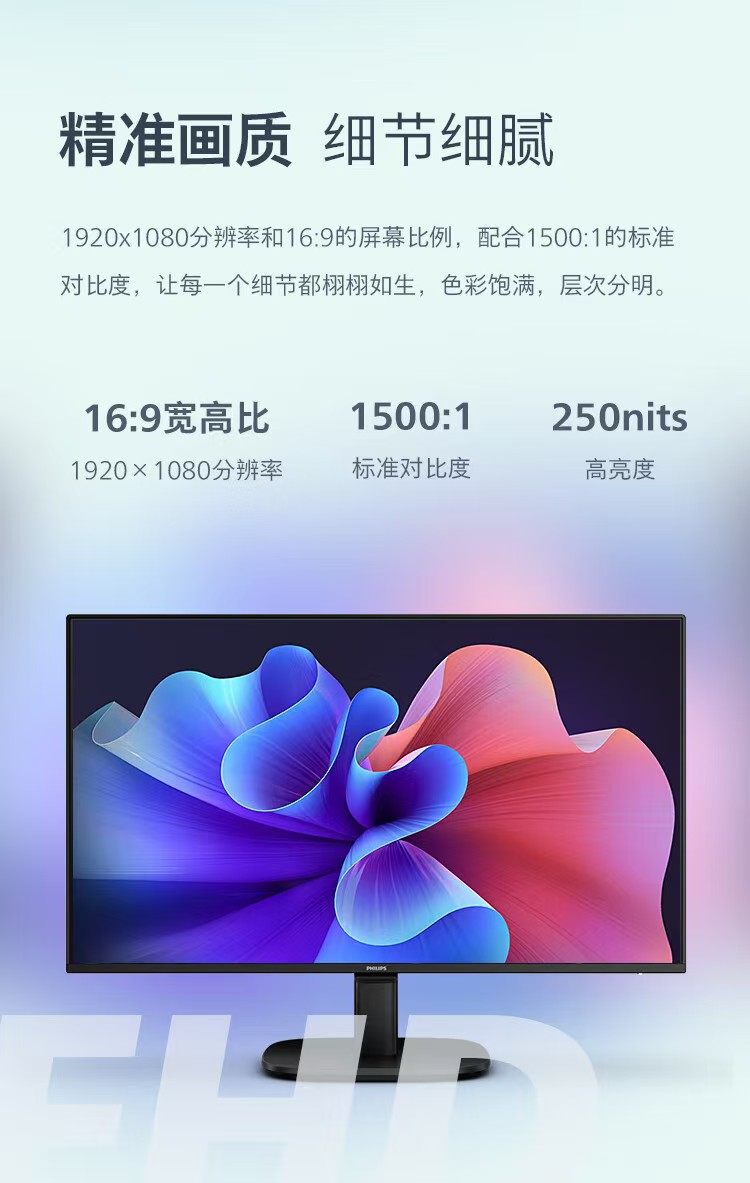 精准画质 细节细腻
1920x1080分辨率和16:9的屏幕比例，配合1500:1的标准
对比度，让每一个细节都栩栩如生，色彩饱满，层次分明。
16:9宽高比 1500:1 250nits
1920×1080分辨率 标准对比度 高亮度
PHILIPS
FHD